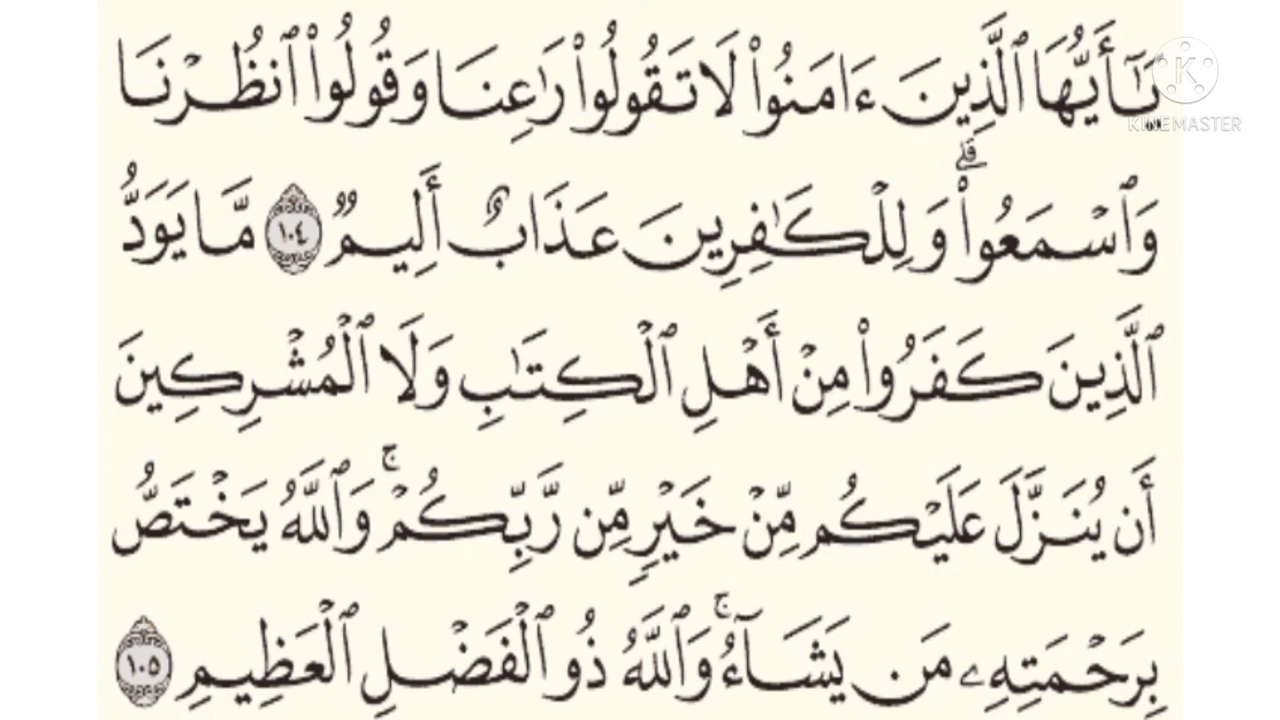 يَٰٓأَيُّهَا ٱلَّذِينَ ءَامَنُوا۟ لَا تَقُولُوا۟ رَٰعِنَا وَقُولُوا۟ ٱنظُرْنَا
وَٱسْمَعُوا۟ ۗ وَلِلْكَٰفِرِينَ عَذَابٌ أَلِيمٌ ١٠٤ مَّا يَوَدُّ
ٱلَّذِينَ كَفَرُوا۟ مِنْ أَهْلِ ٱلْكِتَٰبِ وَلَا ٱلْمُشْرِكِينَ
أَن يُنَزَّلَ عَلَيْكُم مِّنْ خَيْرٍ مِّن رَّبِّكُمْ ۚ وَٱللَّهُ يَخْتَصُّ
بِرَحْمَتِهِۦ مَن يَشَآءُ ۚ وَٱللَّهُ ذُو ٱلْفَضْلِ ٱلْعَظِيمِ ١٠٥
K
KINEMASTER